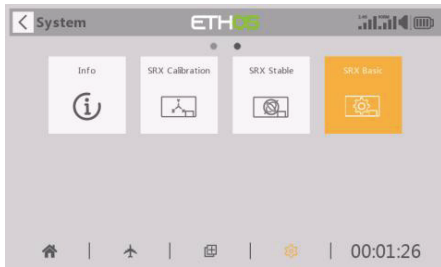 System
ETHOS
Info
SRX Calibration
SRX Stable
SRX Basic
00:01:26